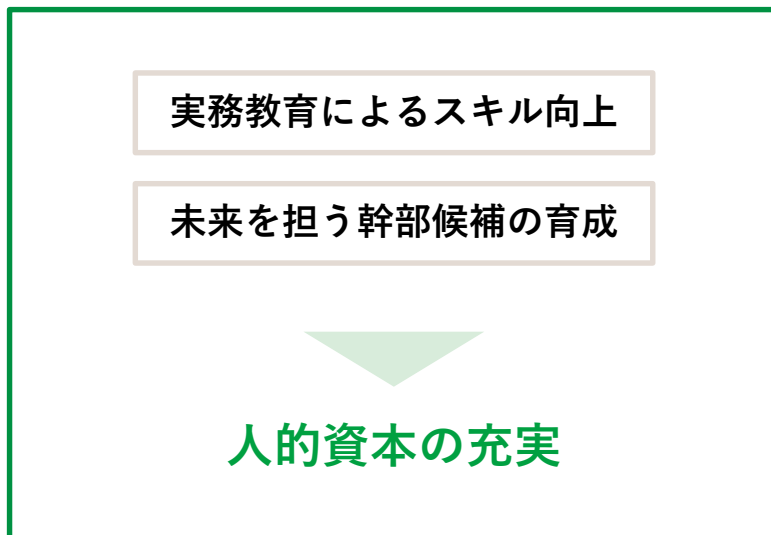 実務教育によるスキル向上
未来を担う幹部候補の育成
人的資本の充実